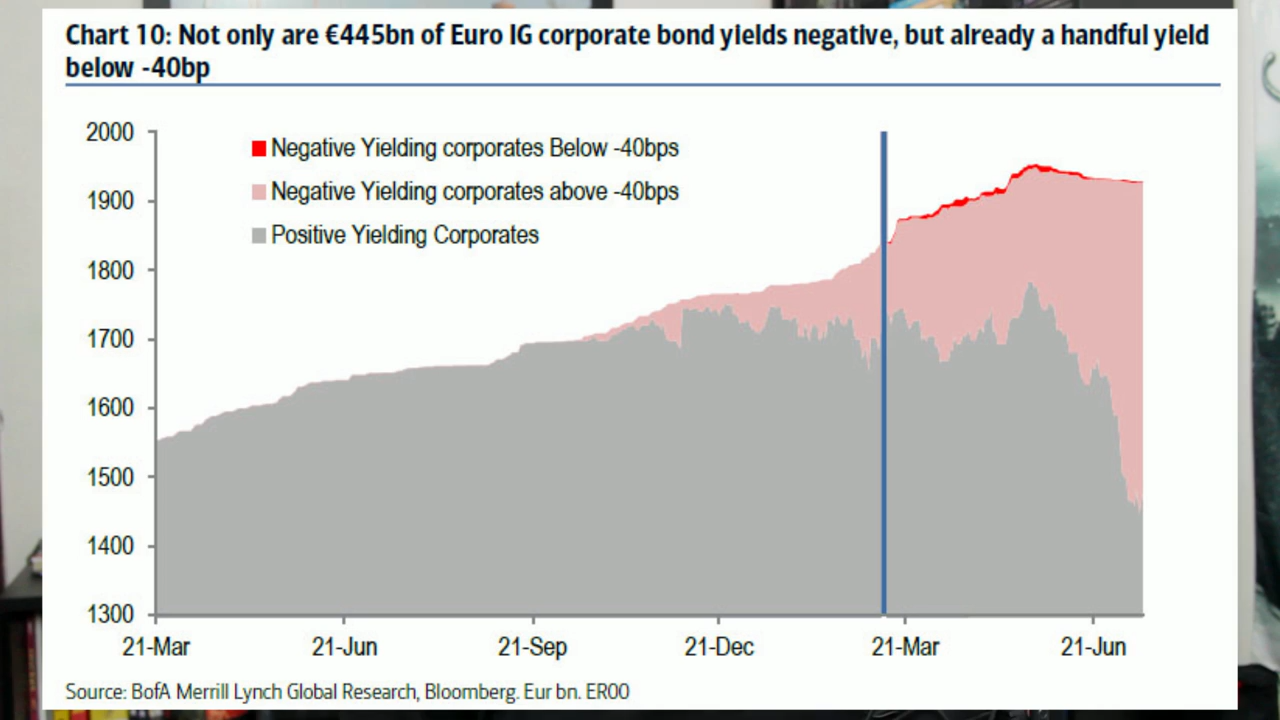 Chart 10: Not only are €445bn of Euro IG corporate bond yields negative, but already a handful yield
below -40bp
2000
Negative Yielding corporates Below -40bps
Negative Yielding corporates above -40bps
1900
Positive Yielding Corporates
1800
1700
1600
1500
1400
1300
21-Mar 21-Jun 21-Sep 21-Dec 21-Mar 21-Jun
Source: BofA Merrill Lynch Global Research, Bloomberg. Eur bn. ER00